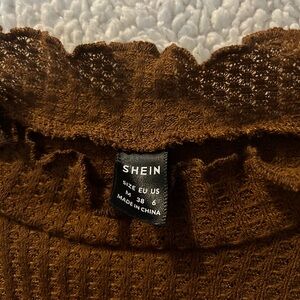 SHEIN
SIZE EU US
M 38 6
MADE IN CHINA